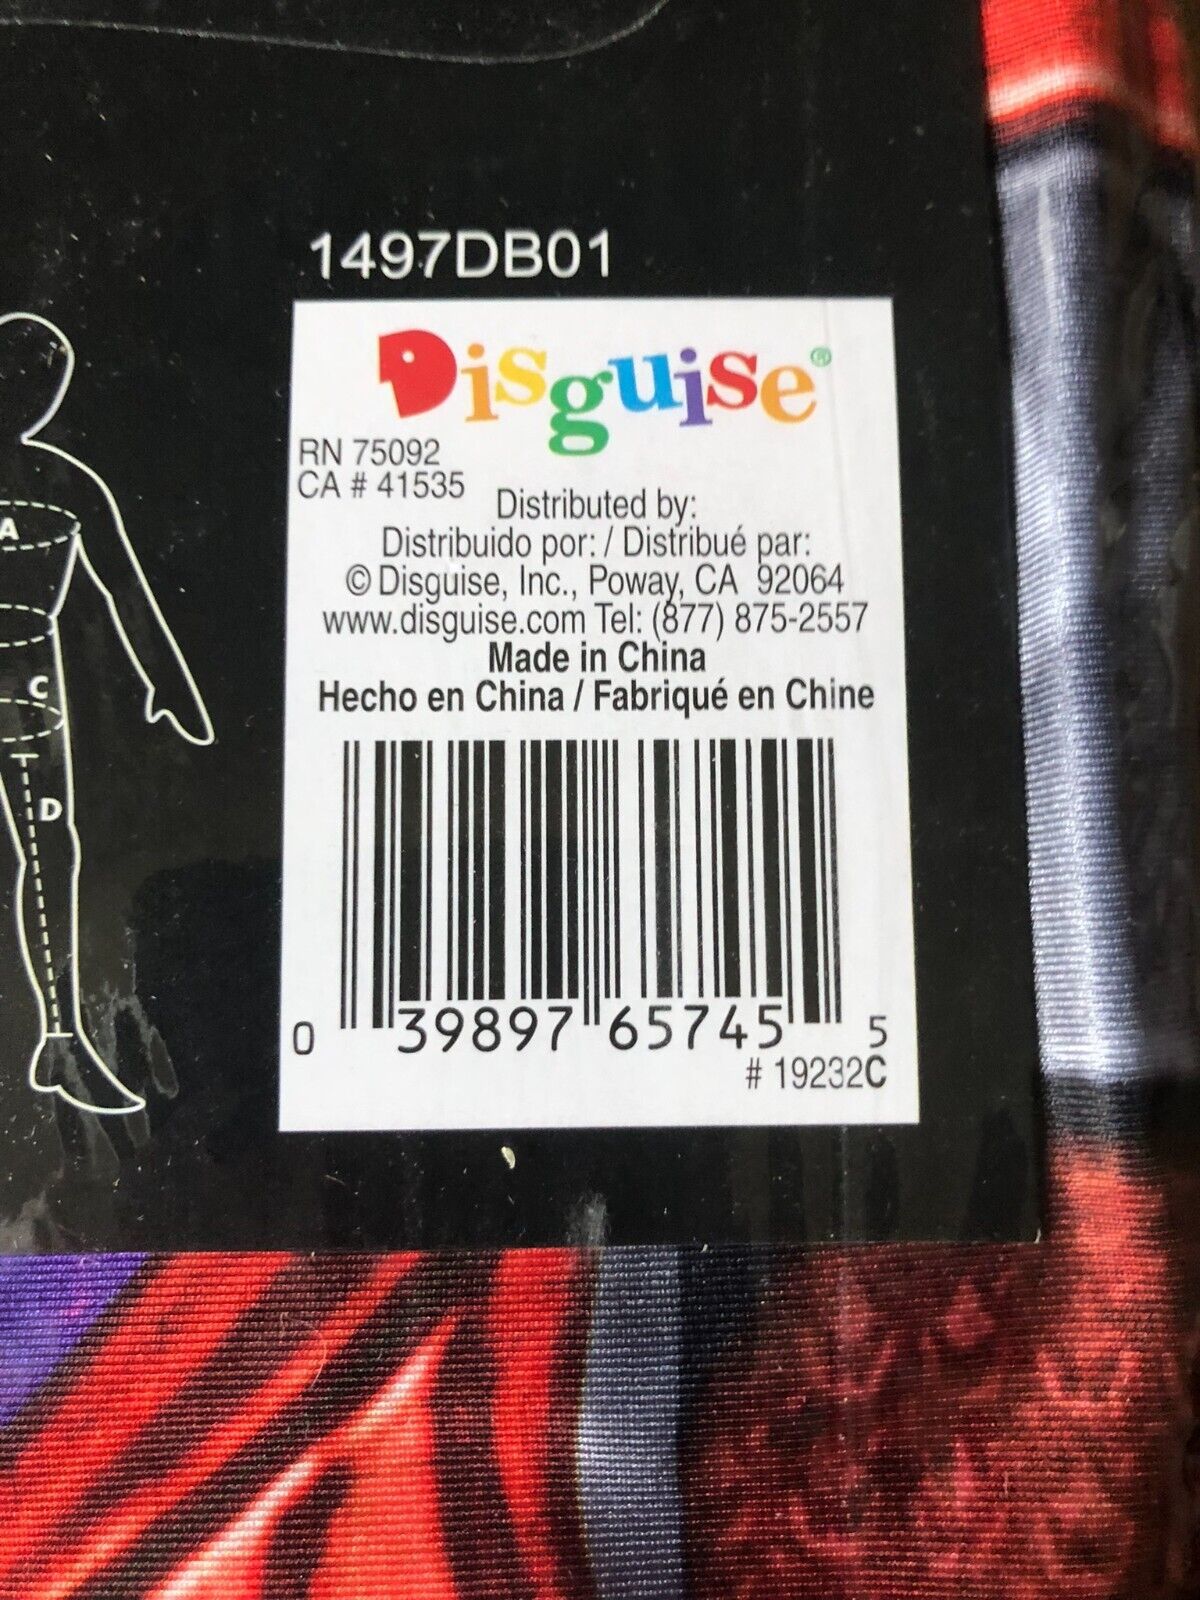 1497DB01
Disguise®
RN 75092
CA # 41535
Distributed by:
Distribuido por: / Distribué par:
© Disguise, Inc., Poway, CA 92064
www.disguise.com Tel: (877) 875-2557
Made in China
Hecho en China / Fabriqué en Chine
0 39897 65745 5
# 19232C
A
C
D